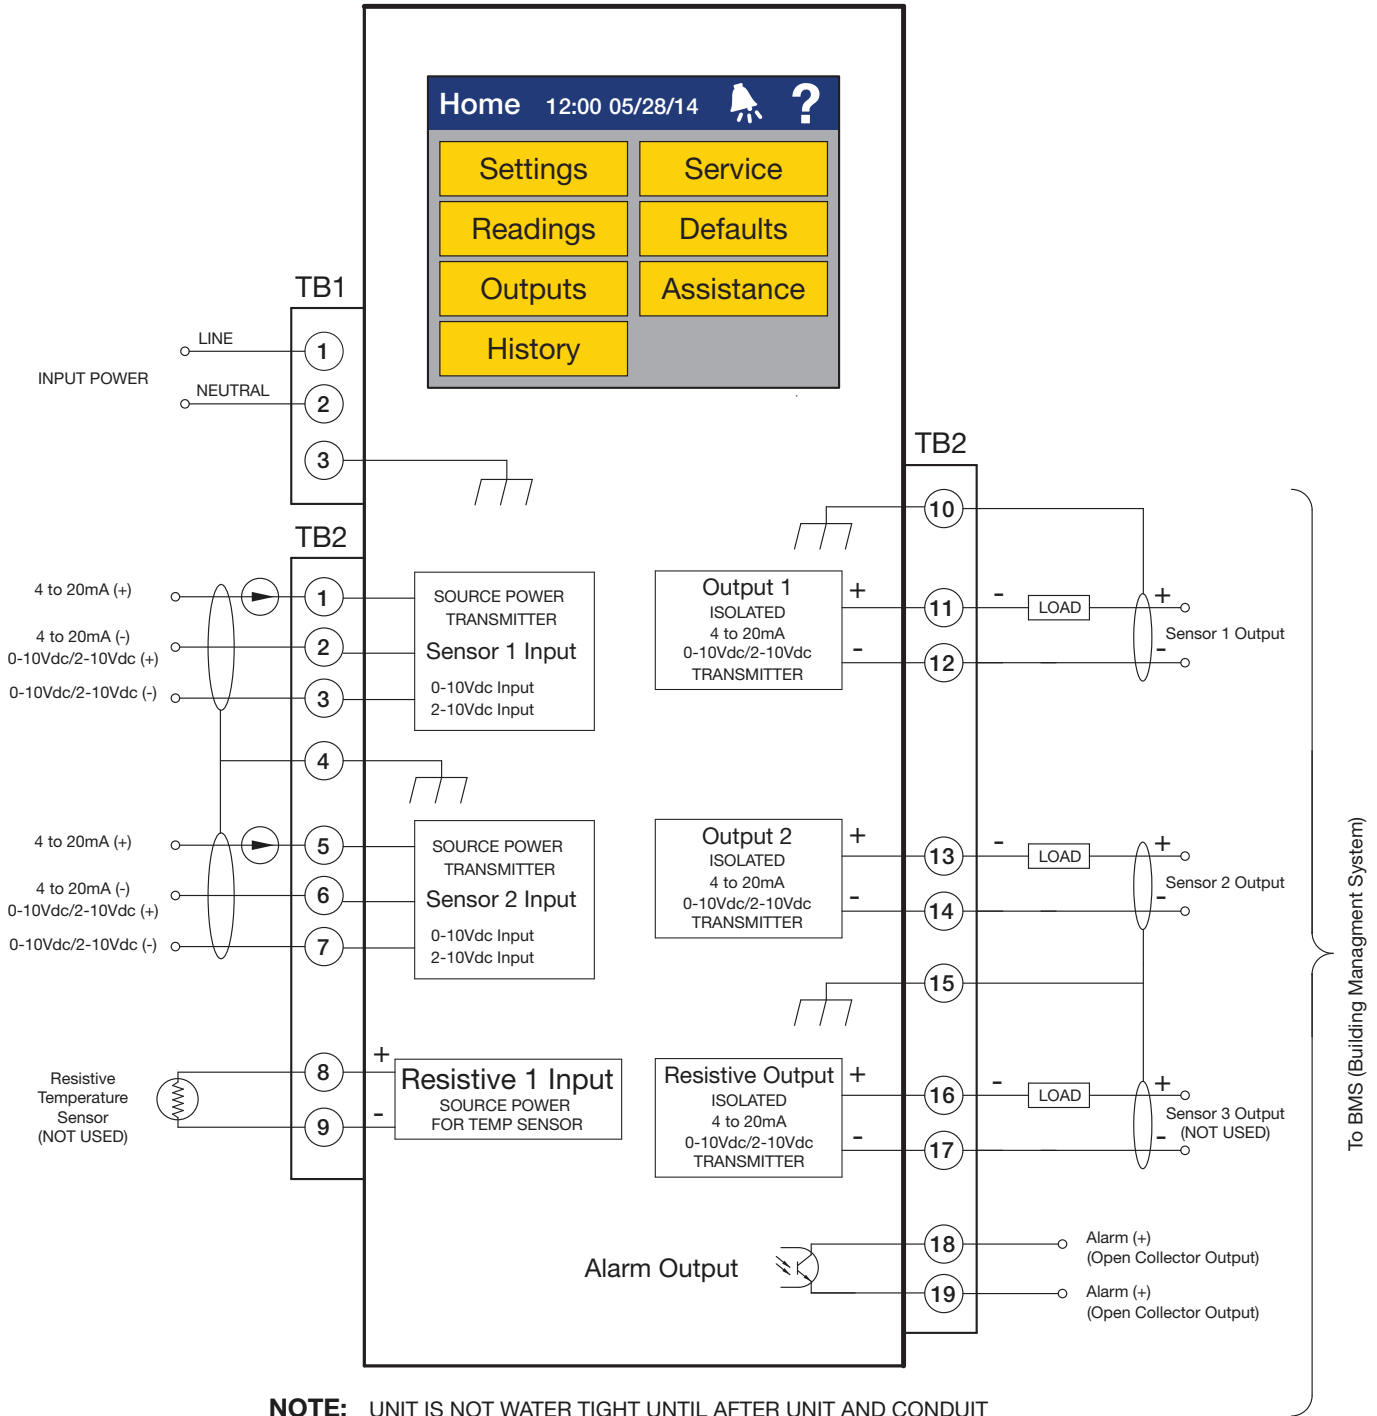 Home 12:00 05/28/14 ?
Settings Service
Readings Defaults
Outputs Assistance
History
TB1
LINE
INPUT POWER
NEUTRAL
1
2
3
TB2
4 to 20mA (+)
4 to 20mA (-)
0-10Vdc/2-10Vdc (+)
0-10Vdc/2-10Vdc (-)
1
2
3
4
SOURCE POWER
TRANSMITTER
Sensor 1 Input
0-10Vdc Input
2-10Vdc Input
4 to 20mA (+)
4 to 20mA (-)
0-10Vdc/2-10Vdc (+)
0-10Vdc/2-10Vdc (-)
5
6
7
SOURCE POWER
TRANSMITTER
Sensor 2 Input
0-10Vdc Input
2-10Vdc Input
Resistive
Temperature
Sensor
(NOT USED)
8
9
+
-
Resistive 1 Input
SOURCE POWER
FOR TEMP SENSOR
TB2
10
Output 1
ISOLATED
4 to 20mA
0-10Vdc/2-10Vdc
TRANSMITTER
+
-
11
12
- LOAD +
-
Sensor 1 Output
Output 2
ISOLATED
4 to 20mA
0-10Vdc/2-10Vdc
TRANSMITTER
+
-
13
14
- LOAD +
-
Sensor 2 Output
15
Resistive Output
ISOLATED
4 to 20mA
0-10Vdc/2-10Vdc
TRANSMITTER
+
-
16
17
- LOAD +
-
Sensor 3 Output
(NOT USED)
Alarm Output
18
19
Alarm (+)
(Open Collector Output)
Alarm (+)
(Open Collector Output)
To BMS (Building Managment System)
NOTE: UNIT IS NOT WATER TIGHT UNTIL AFTER UNIT AND CONDUIT